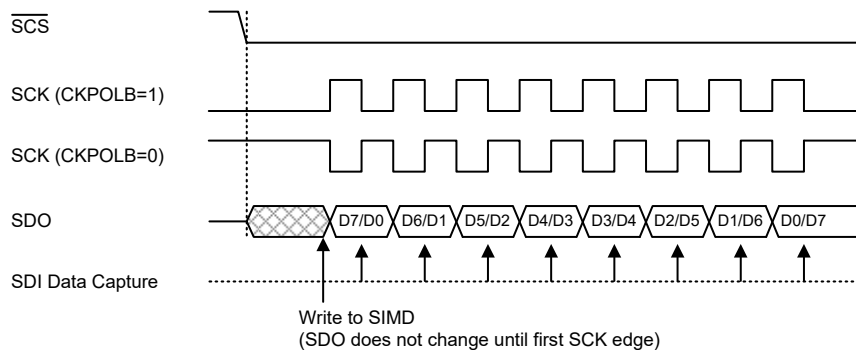 SCS
SCK (CKPOLB=1)
SCK (CKPOLB=0)
SDO
D7/D0 D6/D1 D5/D2 D4/D3 D3/D4 D2/D5 D1/D6 D0/D7
SDI Data Capture
Write to SIMD
(SDO does not change until first SCK edge)